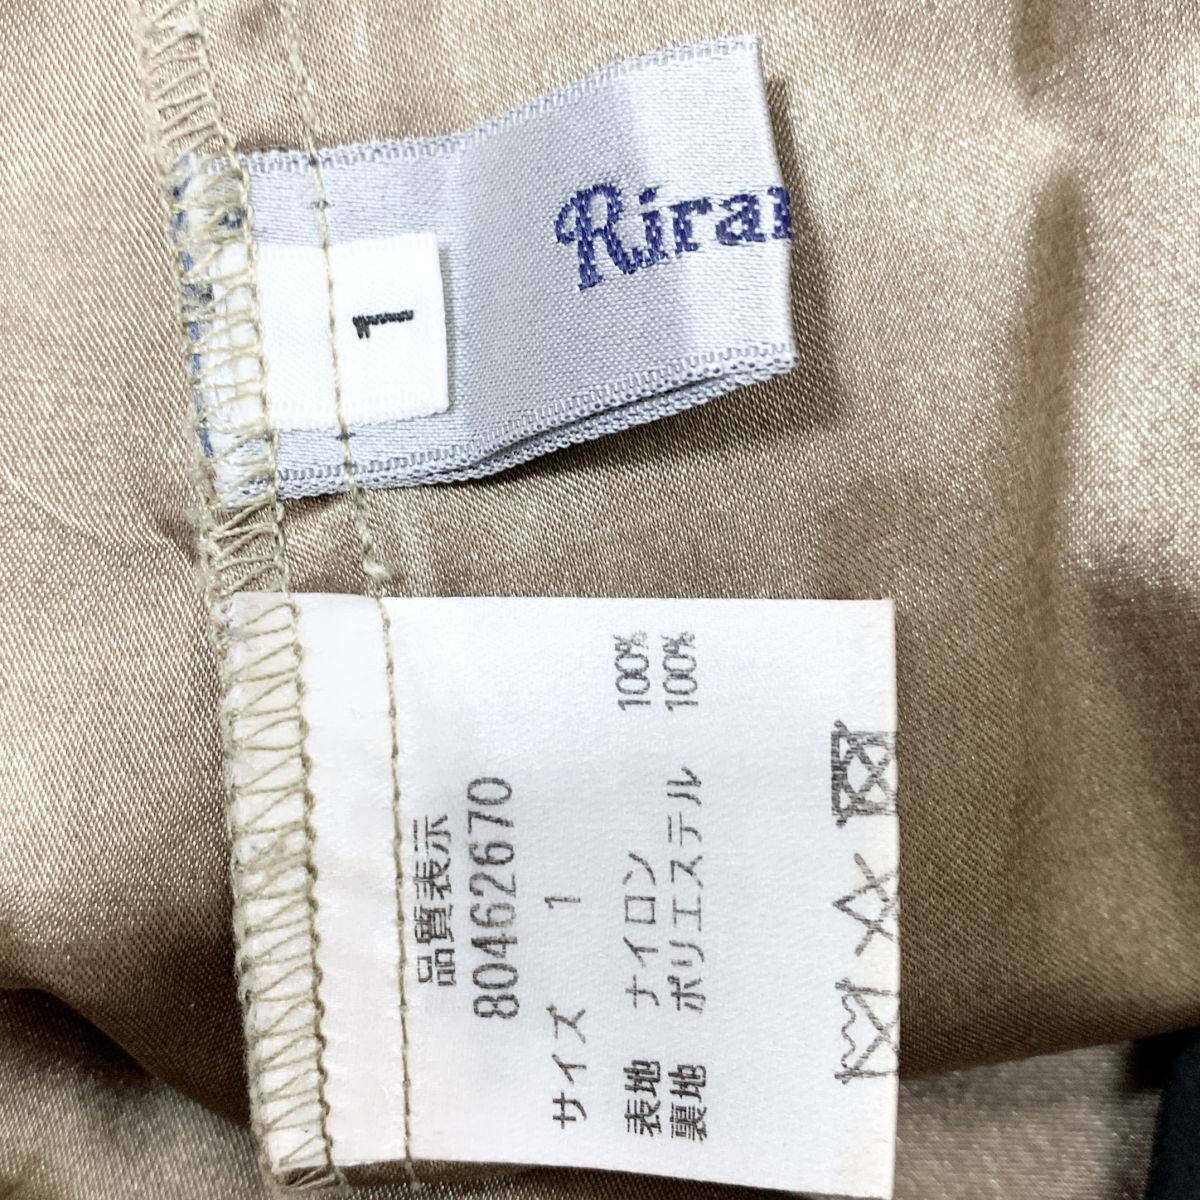 Riran
1
品質表示
80462670
サイズ 1
表地 ナイロン 100%
裏地 ポリエステル 100%